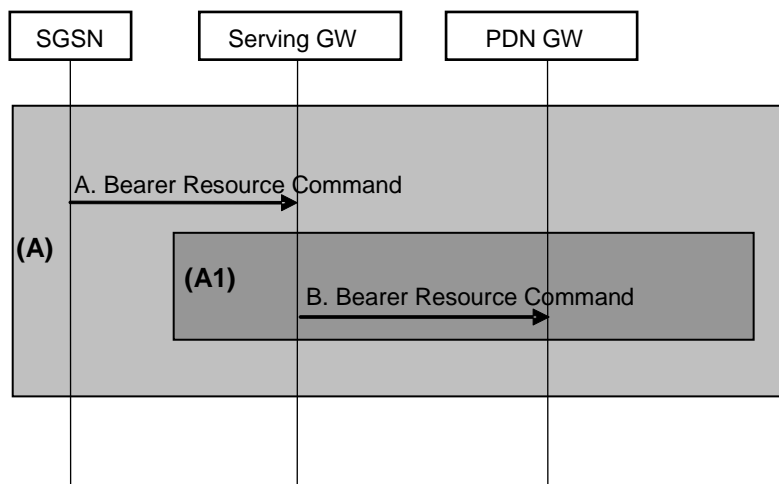 SGSN
Serving GW
PDN GW
A. Bearer Resource Command
(A)
(A1)
B. Bearer Resource Command